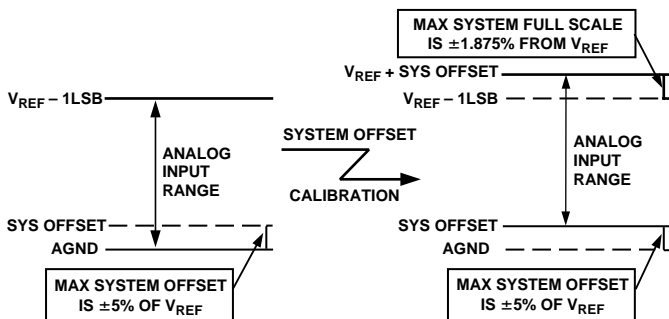 MAX SYSTEM FULL SCALE
IS ±1.875% FROM VREF
VREF + SYS OFFSET
VREF – 1LSB
VREF – 1LSB
SYSTEM OFFSET
CALIBRATION
ANALOG
INPUT
RANGE
ANALOG
INPUT
RANGE
SYS OFFSET
AGND
SYS OFFSET
AGND
MAX SYSTEM OFFSET
IS ±5% OF VREF
MAX SYSTEM OFFSET
IS ±5% OF VREF